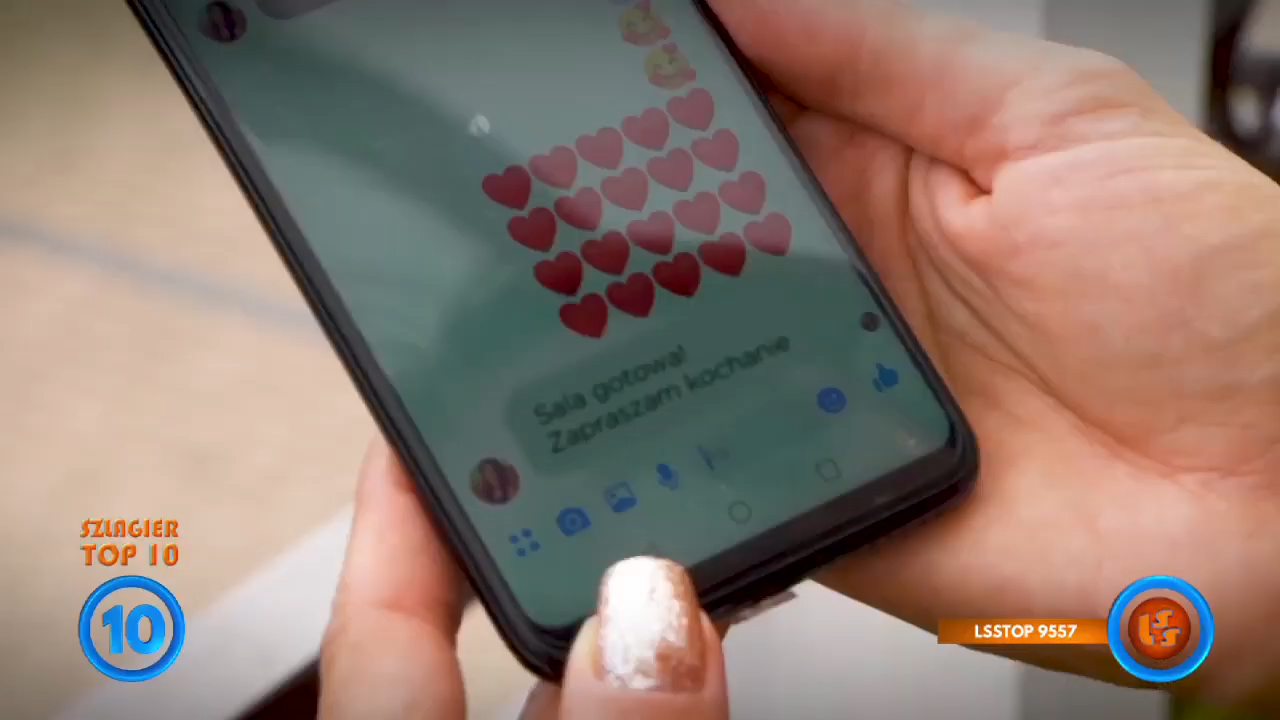 Sala gotowa!
Zapraszam kochanie
SZLAGIER
TOP 10
10
LSSTOP 9557